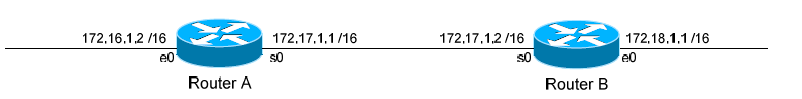 172,16,1,2 /16 172,17,1,1 /16 172,17,1,2 /16 172,18,1,1 /16
e0 s0 s0 e0
Router A Router B